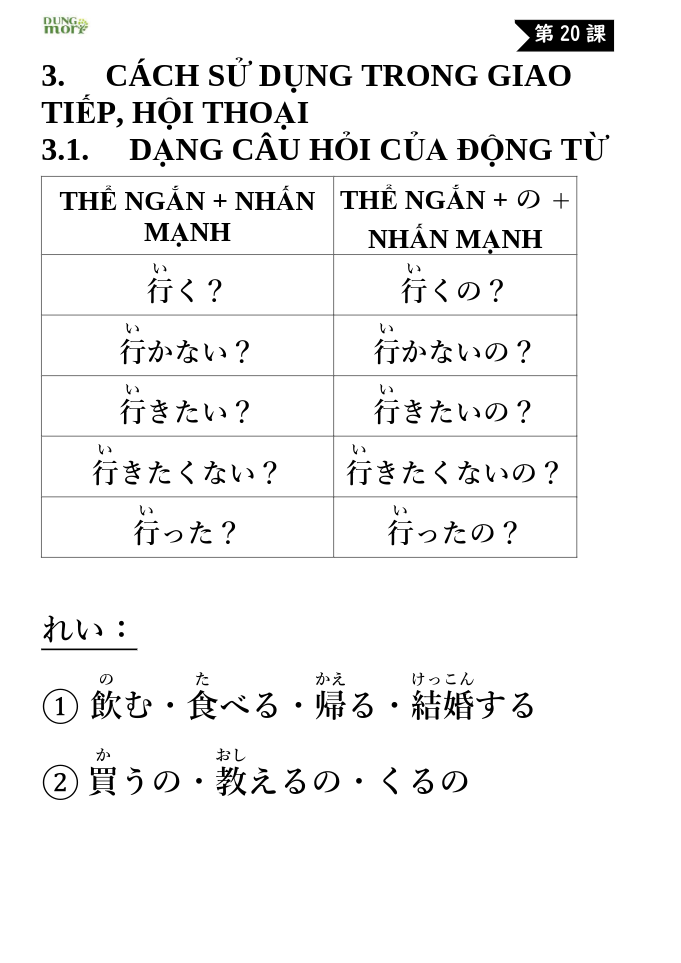 DUNG
mori
第 20 課
3. CÁCH SỬ DỤNG TRONG GIAO
TIẾP, HỘI THOẠI
3.1. DẠNG CÂU HỎI CỦA ĐỘNG TỪ
THỂ NGẮN + NHẤN
MẠNH
THỂ NGẮN + の +
NHẤN MẠNH
い
行く？
い
行くの？
い
行かない？
い
行かないの？
い
行きたい？
い
行きたいの？
い
行きたくない？
い
行きたくないの？
い
行った？
い
行ったの？
れい：
の た かえ けっこん
① 飲む・食べる・帰る・結婚する
か おし
② 買うの・教えるの・くるの